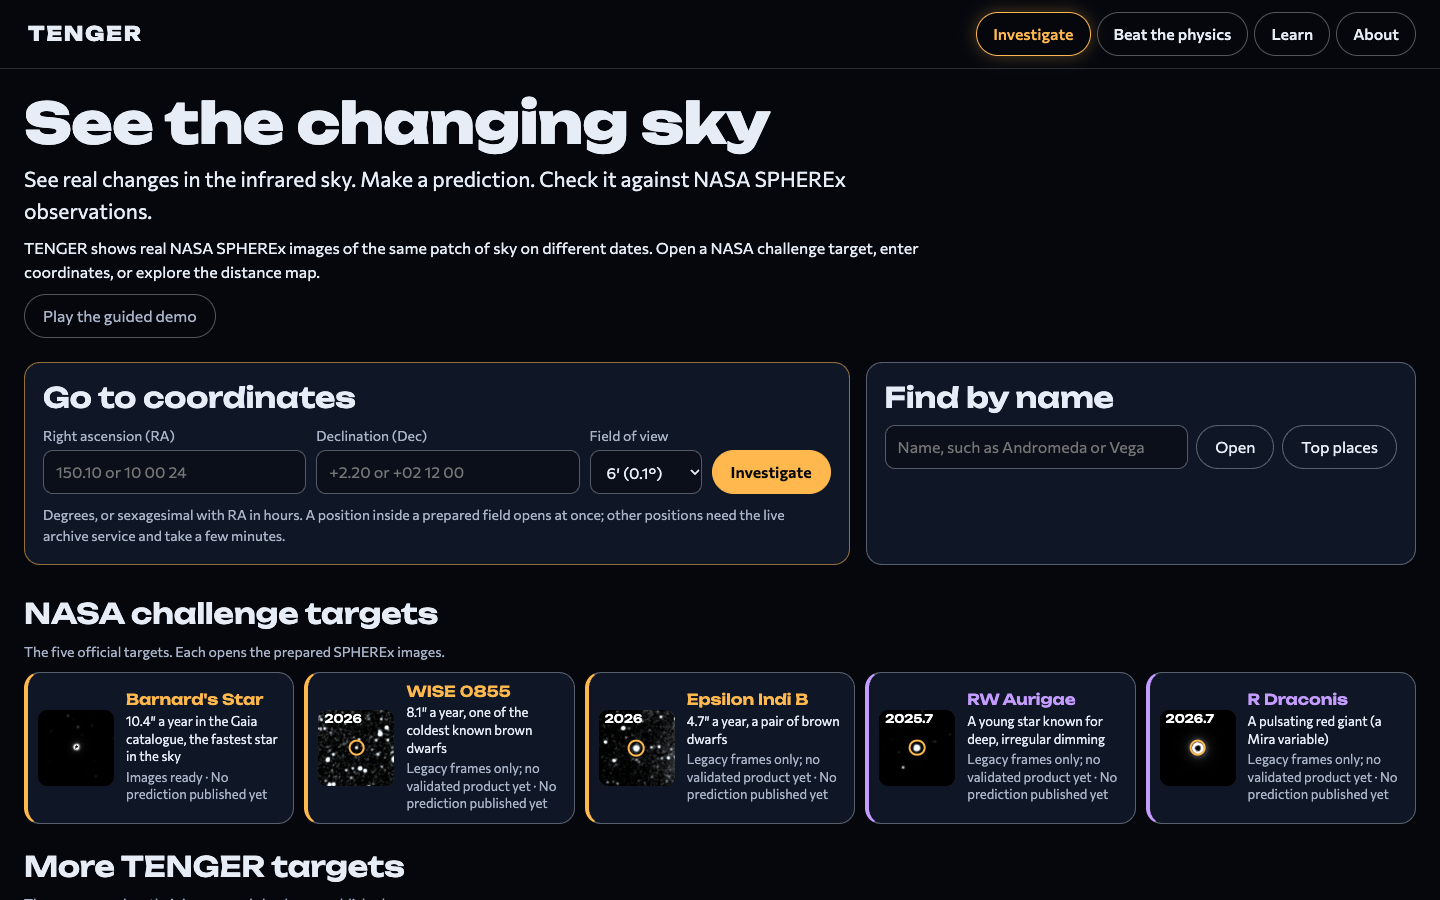 TENGER
Investigate
Beat the physics
Learn
About
See the changing sky
See real changes in the infrared sky. Make a prediction. Check it against NASA SPHEREx
observations.
TENGER shows real NASA SPHEREx images of the same patch of sky on different dates. Open a NASA challenge target, enter
coordinates, or explore the distance map.
Play the guided demo
Go to coordinates
Right ascension (RA)
Declination (Dec)
Field of view
150.10 or 10 00 24
+2.20 or +02 12 00
6' (0.1°)
Investigate
Degrees, or sexagesimal with RA in hours. A position inside a prepared field opens at once; other positions need the live
archive service and take a few minutes.
Find by name
Name, such as Andromeda or Vega
Open
Top places
NASA challenge targets
The five official targets. Each opens the prepared SPHEREx images.
Barnard's Star
10.4″ a year in the Gaia
catalogue, the fastest star
in the sky
Images ready · No
prediction published yet
2026
WISE 0855
8.1″ a year, one of the
coldest known brown
dwarfs
Legacy frames only; no
validated product yet · No
prediction published yet
2026
Epsilon Indi B
4.7″ a year, a pair of brown
dwarfs
Legacy frames only; no
validated product yet · No
prediction published yet
2025.7
RW Aurigae
A young star known for
deep, irregular dimming
Legacy frames only; no
validated product yet · No
prediction published yet
2026.7
R Draconis
A pulsating red giant (a
Mira variable)
Legacy frames only; no
validated product yet · No
prediction published yet
More TENGER targets